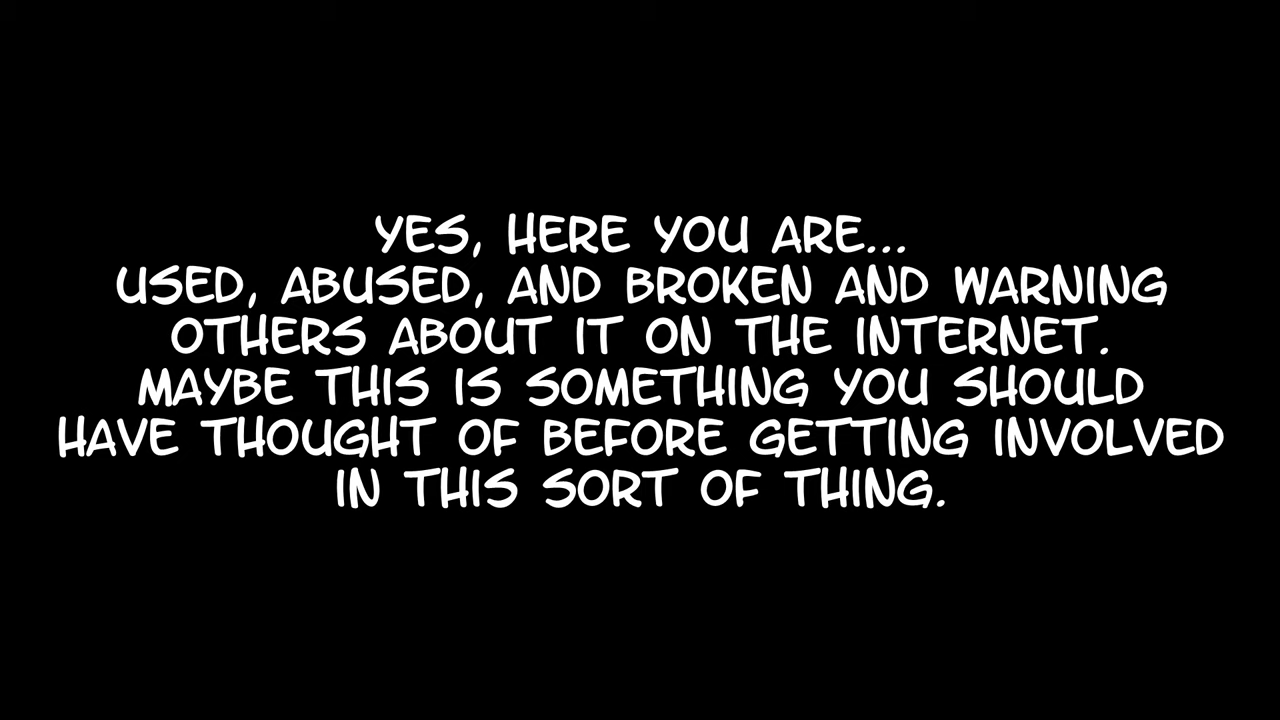 YES, HERE YOU ARE...
USED, ABUSED, AND BROKEN AND WARNING
OTHERS ABOUT IT ON THE INTERNET.
MAYBE THIS IS SOMETHING YOU SHOULD
HAVE THOUGHT OF BEFORE GETTING INVOLVED
IN THIS SORT OF THING.